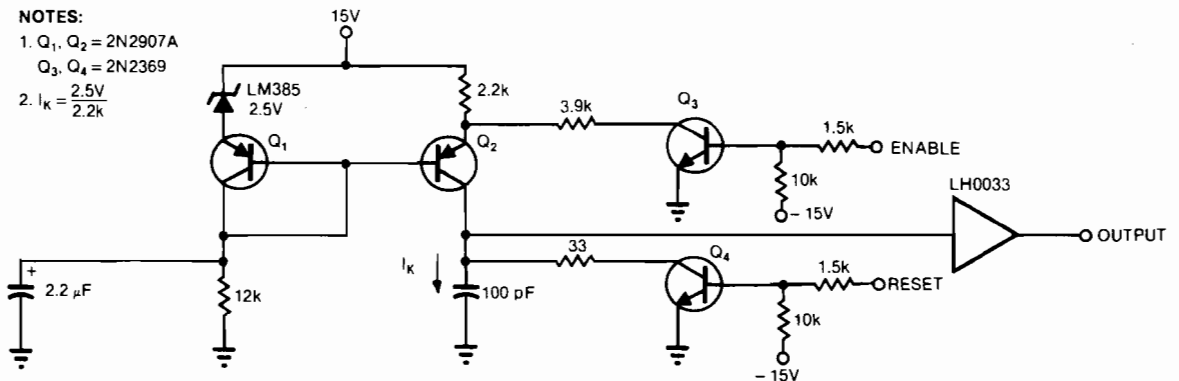 NOTES:
1. Q1, Q2 = 2N2907A
Q3, Q4 = 2N2369
2. IK = 2.5V
2.2k
15V
LM385
2.5V
2.2k
Q1
Q2
3.9k
Q3
1.5k
ENABLE
10k
– 15V
LH0033
OUTPUT
+
2.2 µF
12k
IK
100 pF
33
Q4
1.5k
RESET
10k
– 15V